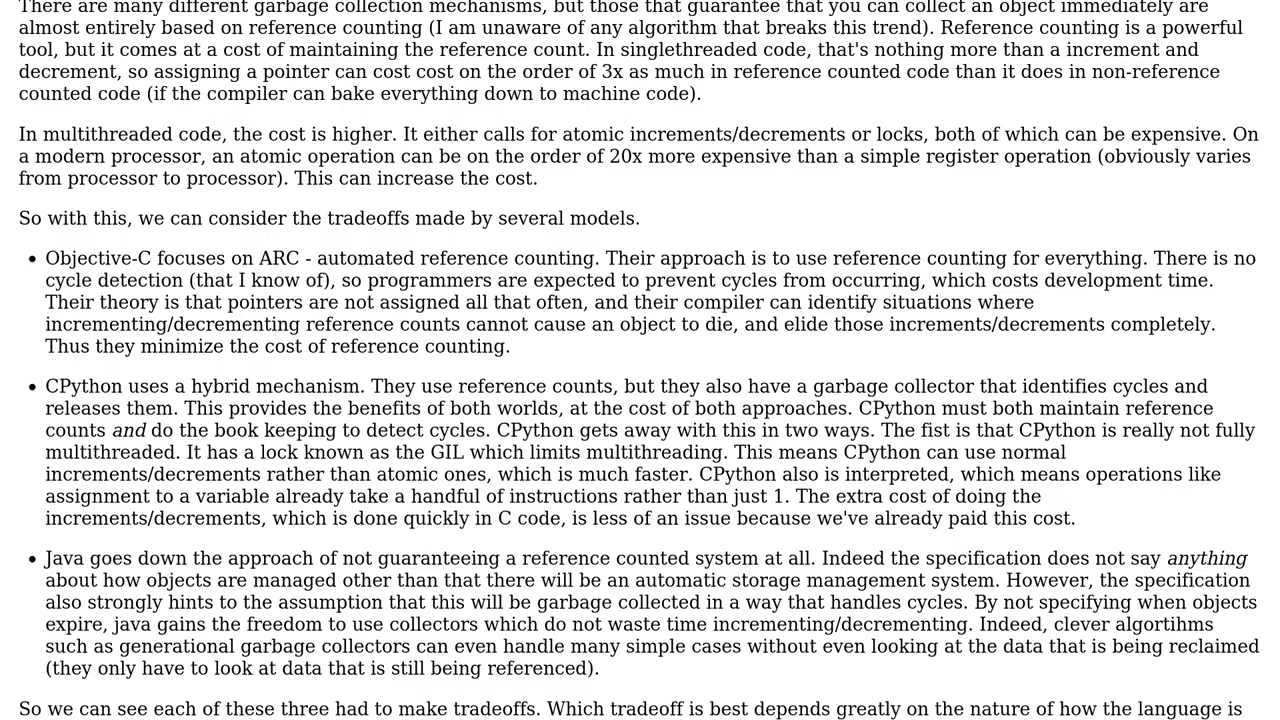 There are many different garbage collection mechanisms, but those that guarantee that you can collect an object immediately are
almost entirely based on reference counting (I am unaware of any algorithm that breaks this trend). Reference counting is a powerful
tool, but it comes at a cost of maintaining the reference count. In singlethreaded code, that's nothing more than a increment and
decrement, so assigning a pointer can cost cost on the order of 3x as much in reference counted code than it does in non-reference
counted code (if the compiler can bake everything down to machine code).
In multithreaded code, the cost is higher. It either calls for atomic increments/decrements or locks, both of which can be expensive. On
a modern processor, an atomic operation can be on the order of 20x more expensive than a simple register operation (obviously varies
from processor to processor). This can increase the cost.
So with this, we can consider the tradeoffs made by several models.
• Objective-C focuses on ARC - automated reference counting. Their approach is to use reference counting for everything. There is no
cycle detection (that I know of), so programmers are expected to prevent cycles from occurring, which costs development time.
Their theory is that pointers are not assigned all that often, and their compiler can identify situations where
incrementing/decrementing reference counts cannot cause an object to die, and elide those increments/decrements completely.
Thus they minimize the cost of reference counting.
• CPython uses a hybrid mechanism. They use reference counts, but they also have a garbage collector that identifies cycles and
releases them. This provides the benefits of both worlds, at the cost of both approaches. CPython must both maintain reference
counts and do the book keeping to detect cycles. CPython gets away with this in two ways. The fist is that CPython is really not fully
multithreaded. It has a lock known as the GIL which limits multithreading. This means CPython can use normal
increments/decrements rather than atomic ones, which is much faster. CPython also is interpreted, which means operations like
assignment to a variable already take a handful of instructions rather than just 1. The extra cost of doing the
increments/decrements, which is done quickly in C code, is less of an issue because we've already paid this cost.
• Java goes down the approach of not guaranteeing a reference counted system at all. Indeed the specification does not say anything
about how objects are managed other than that there will be an automatic storage management system. However, the specification
also strongly hints to the assumption that this will be garbage collected in a way that handles cycles. By not specifying when objects
expire, java gains the freedom to use collectors which do not waste time incrementing/decrementing. Indeed, clever algortihms
such as generational garbage collectors can even handle many simple cases without even looking at the data that is being reclaimed
(they only have to look at data that is still being referenced).
So we can see each of these three had to make tradeoffs. Which tradeoff is best depends greatly on the nature of how the language is